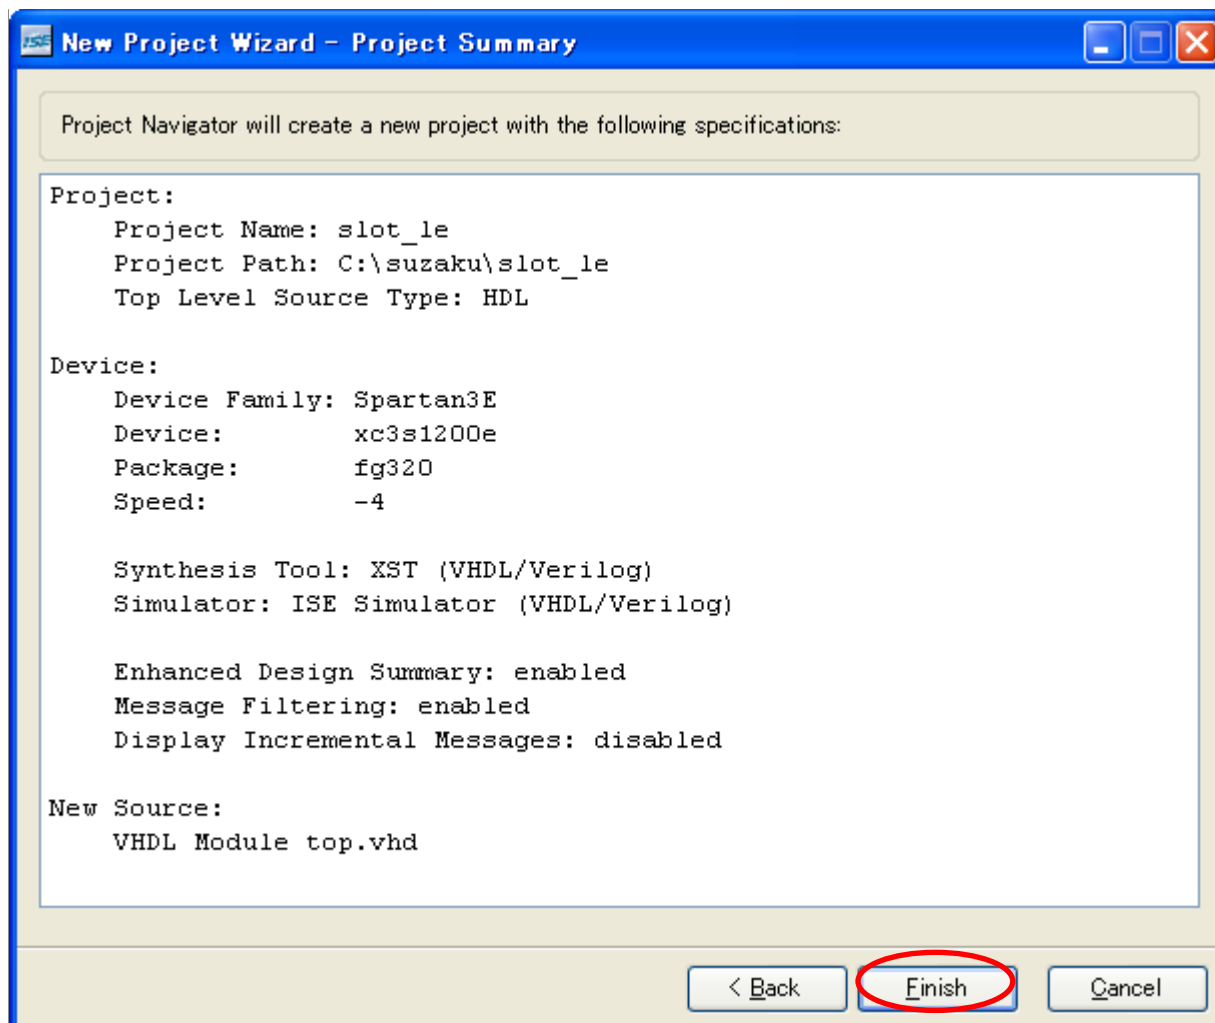 ISE New Project Wizard - Project Summary
Project Navigator will create a new project with the following specifications:
Project:
Project Name: slot_le
Project Path: C:\suzaku\slot_le
Top Level Source Type: HDL
Device:
Device Family: Spartan3E
Device: xc3s1200e
Package: fg320
Speed: -4
Synthesis Tool: XST (VHDL/Verilog)
Simulator: ISE Simulator (VHDL/Verilog)
Enhanced Design Summary: enabled
Message Filtering: enabled
Display Incremental Messages: disabled
New Source:
VHDL Module top.vhd
< Back Finish Cancel